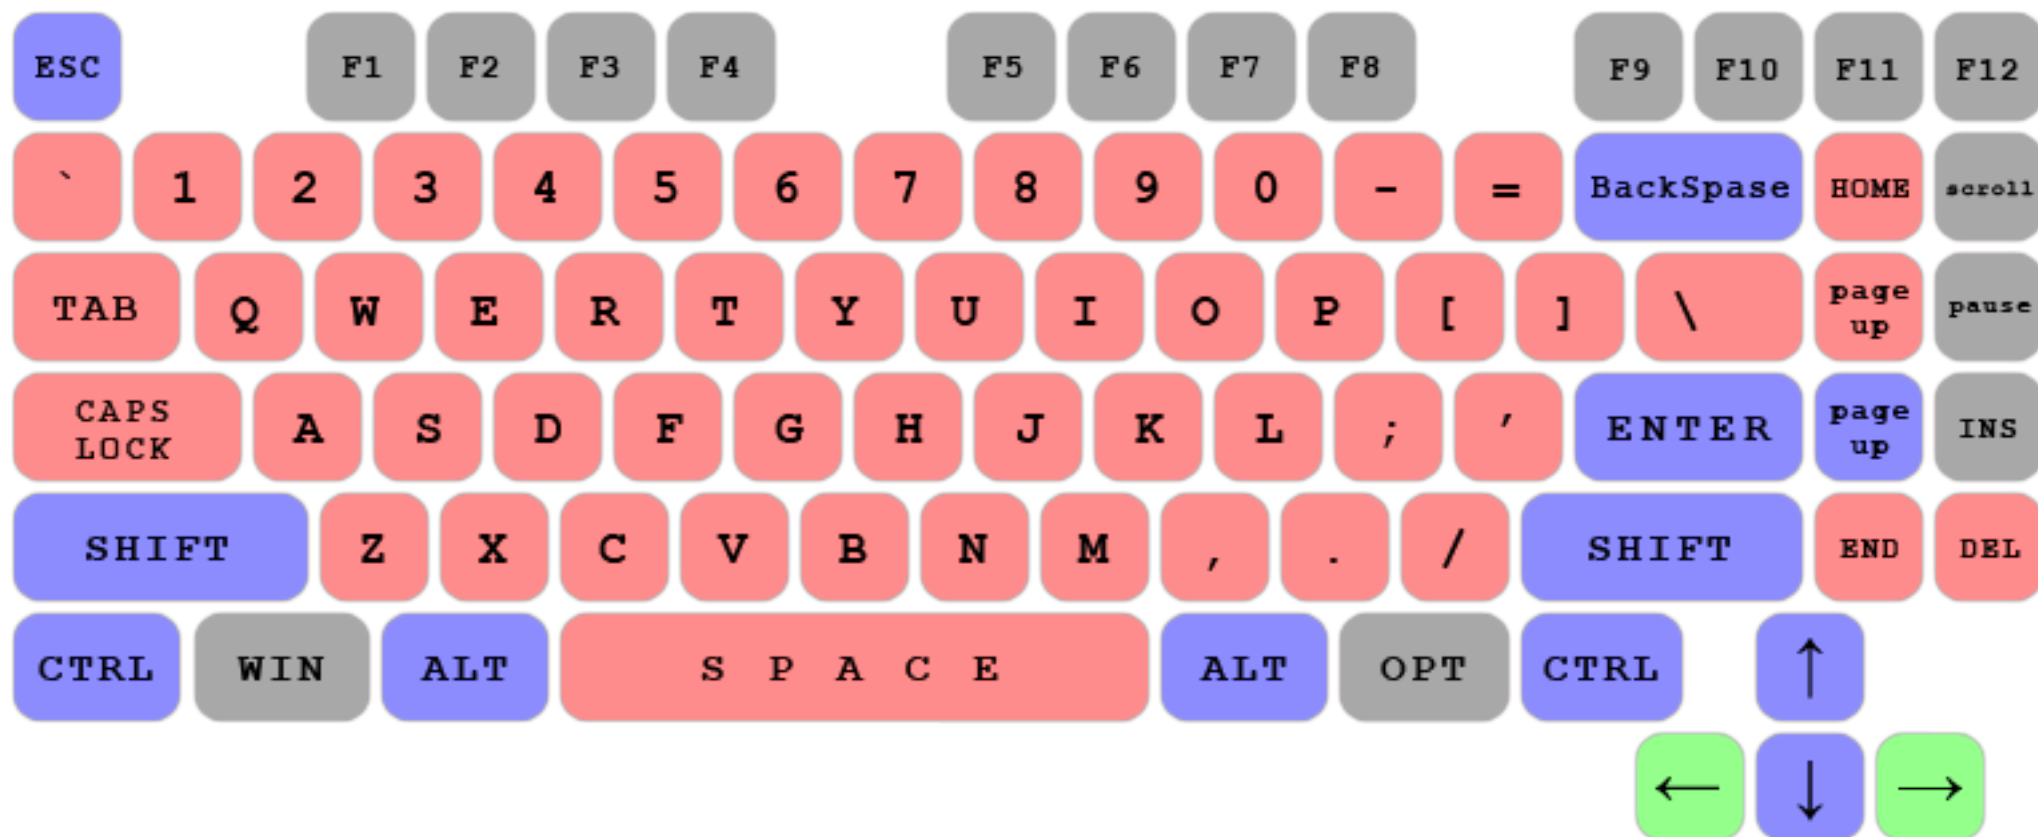 ESC F1 F2 F3 F4 F5 F6 F7 F8 F9 F10 F11 F12
` 1 2 3 4 5 6 7 8 9 0 - = BackSpase HOME scroll
TAB Q W E R T Y U I O P [ ] \ page up pause
CAPS LOCK A S D F G H J K L ; ' ENTER page up INS
SHIFT Z X C V B N M , . / SHIFT END DEL
CTRL WIN ALT S P A C E ALT OPT CTRL ↑
← ↓ →